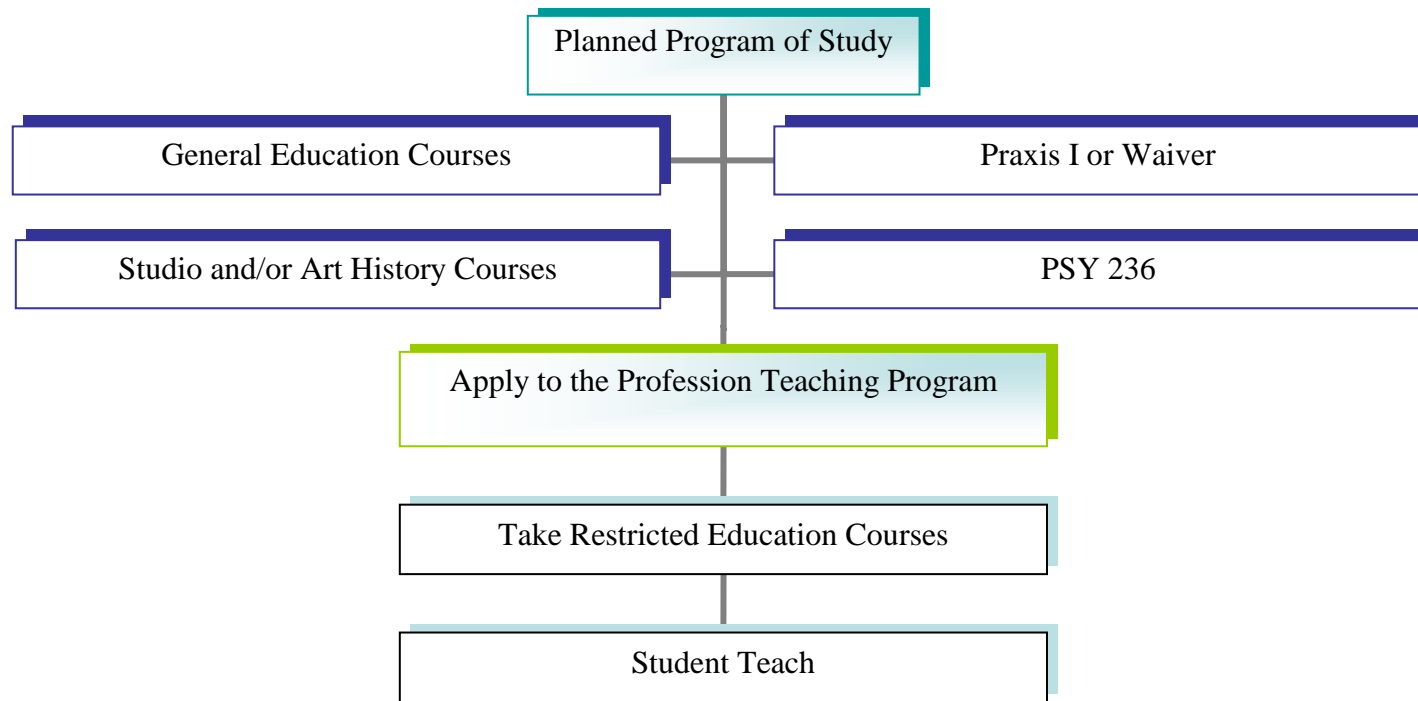 Planned Program of Study
General Education Courses
Praxis I or Waiver
Studio and/or Art History Courses
PSY 236
Apply to the Profession Teaching Program
Take Restricted Education Courses
Student Teach